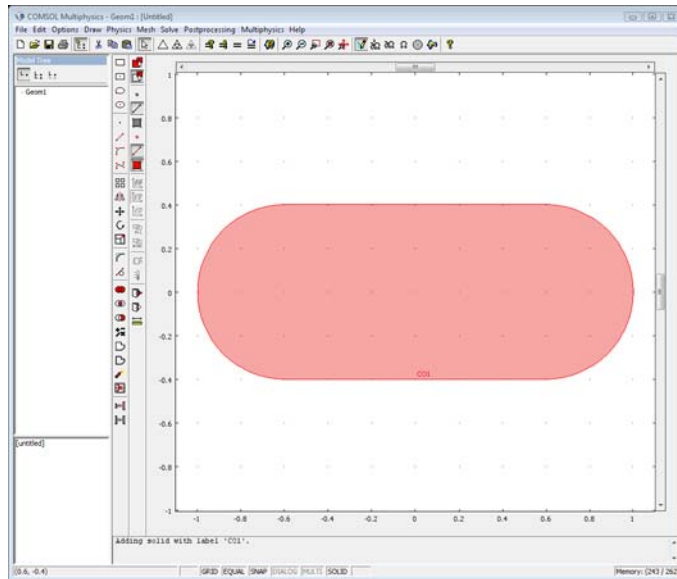 COMSOL Multiphysics - Geom1 : [Untitled]
File Edit Options Draw Physics Mesh Solve Postprocessing Multiphysics Help
Model Tree
Geom1
1
0.8
0.6
0.4
0.2
0
-0.2
-0.4
-0.6
-0.8
-1
CO1
-1 -0.8 -0.6 -0.4 -0.2 0 0.2 0.4 0.6 0.8 1
[untitled]
Adding solid with label 'CO1'.
(0.6, -0.4) GRID EQUAL SNAP DIALOG MULTI SOLID Memory: (243 / 262